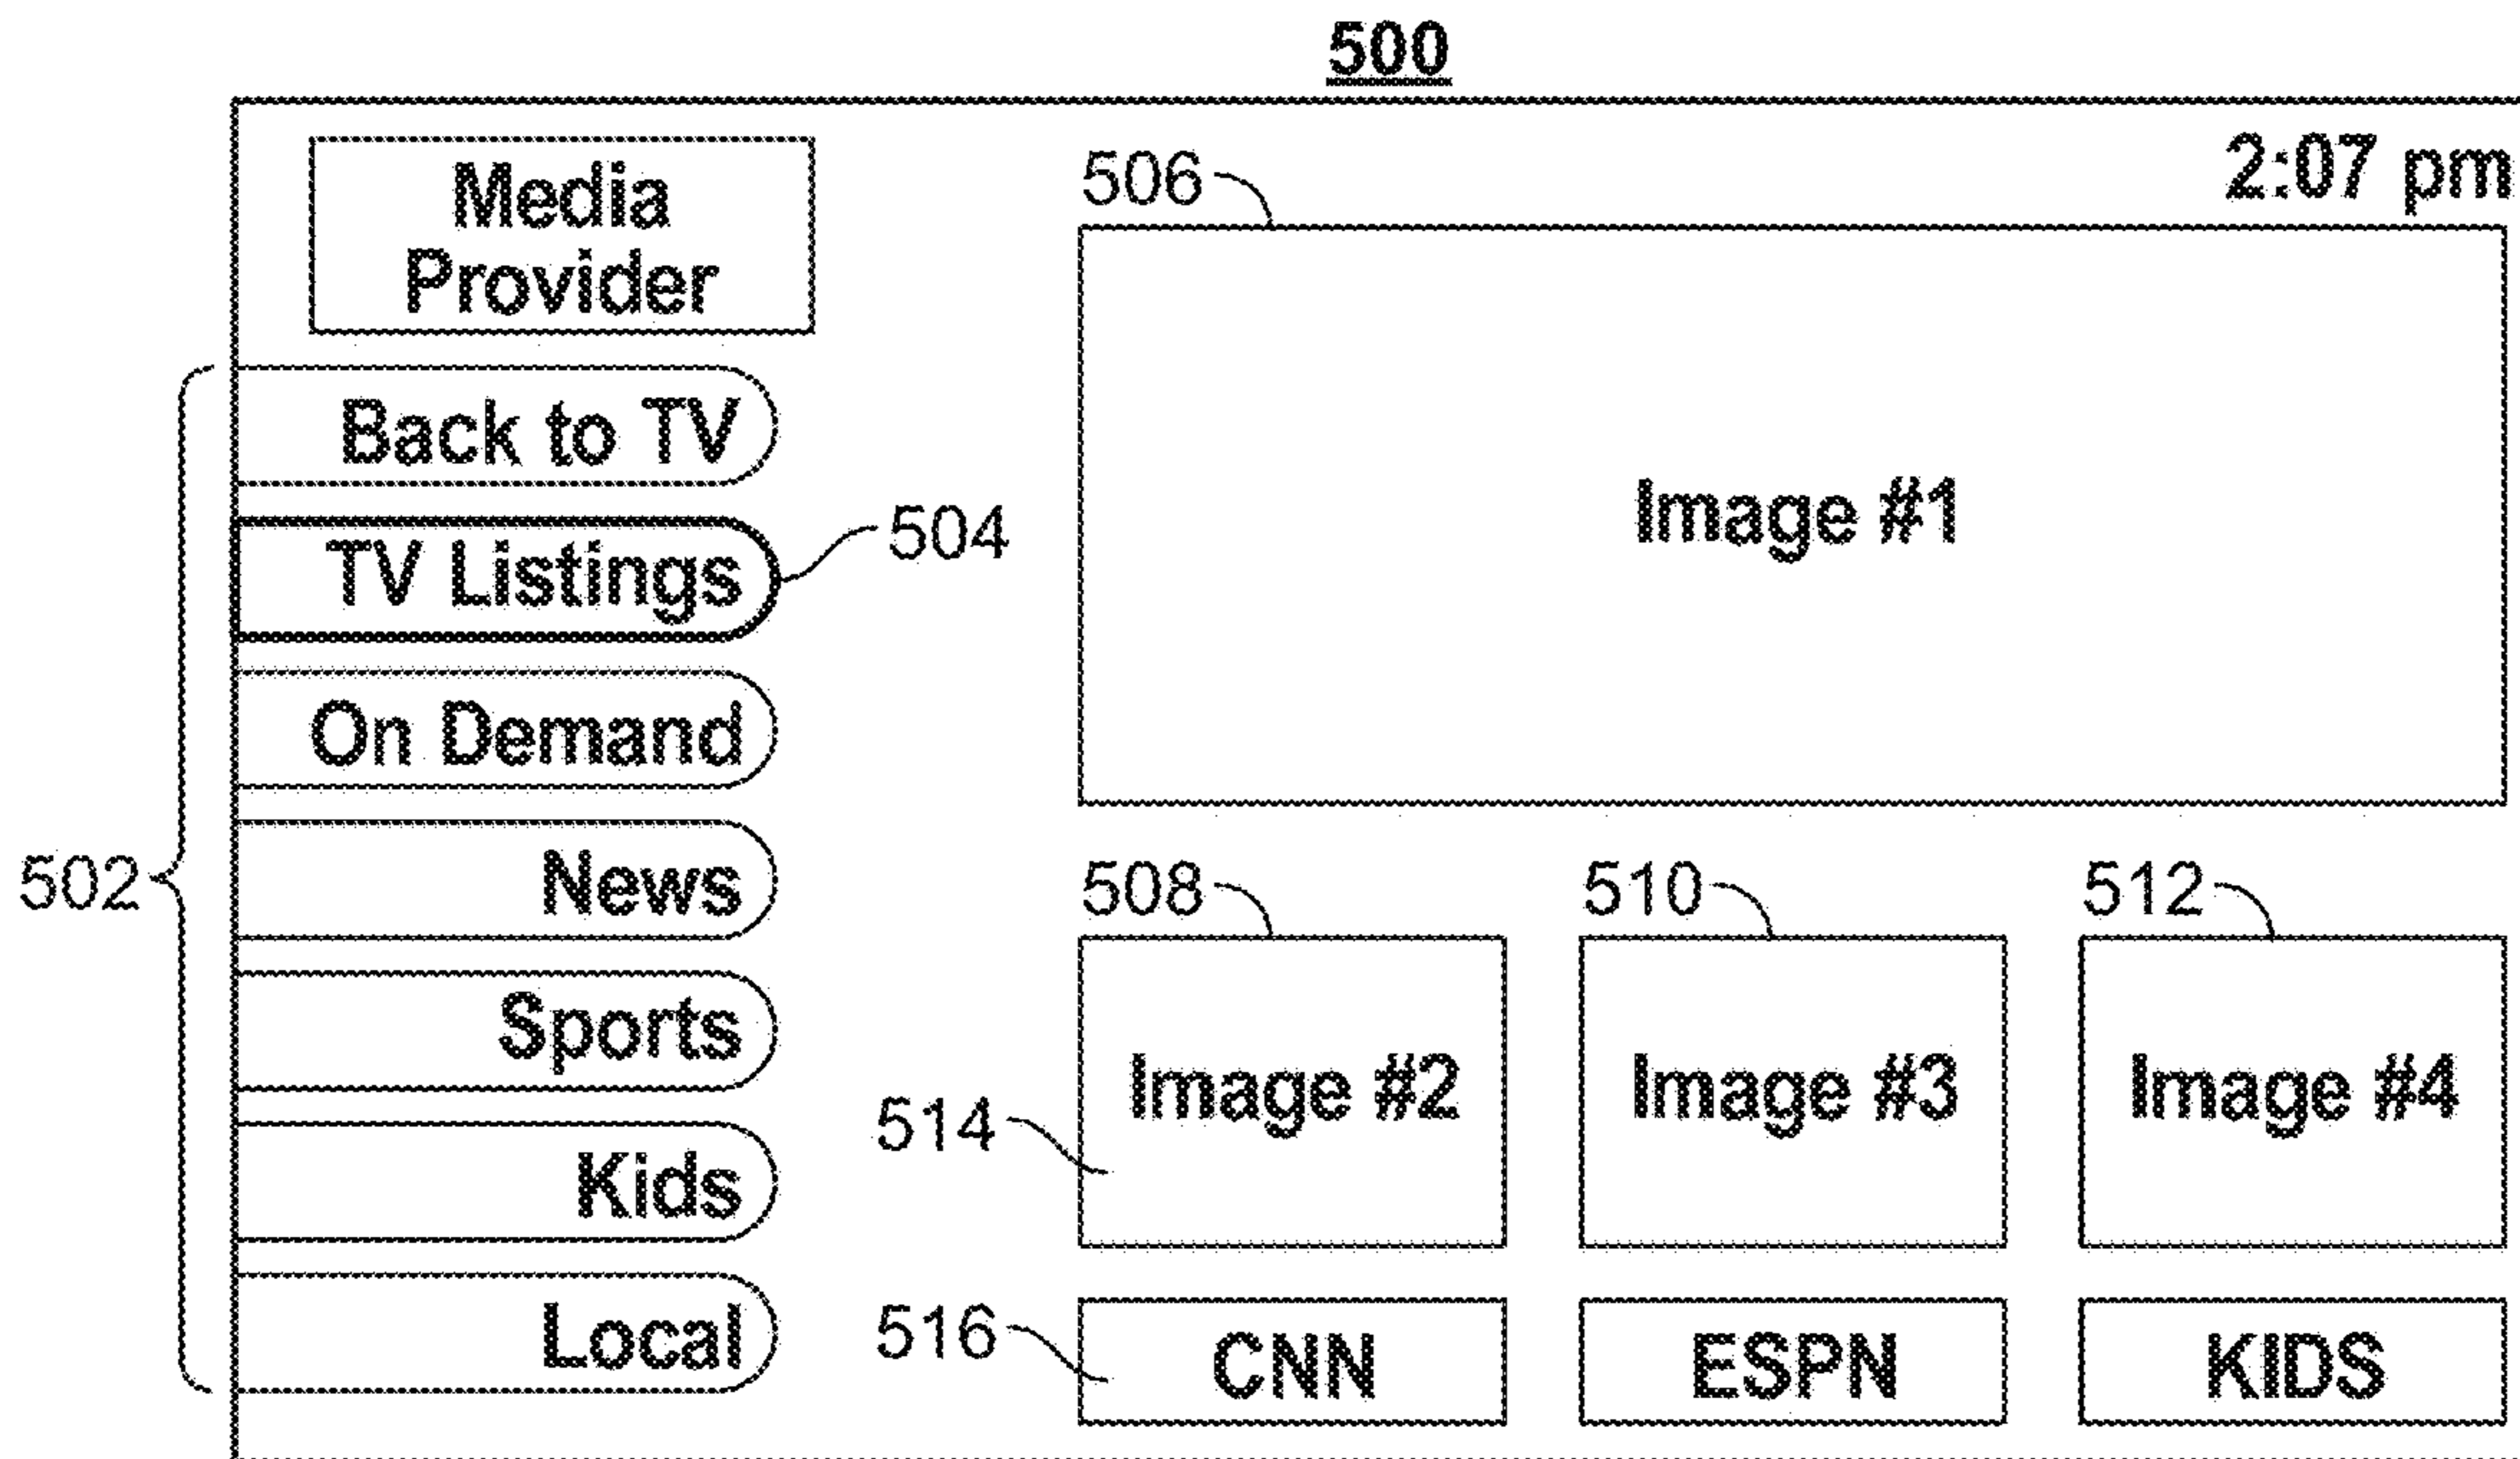 500
2:07 pm
Media
Provider
506
Back to TV
Image #1
TV Listings
504
On Demand
502
News
508
510
512
Sports
Image #2
Image #3
Image #4
514
Kids
Local
516
CNN
ESPN
KIDS